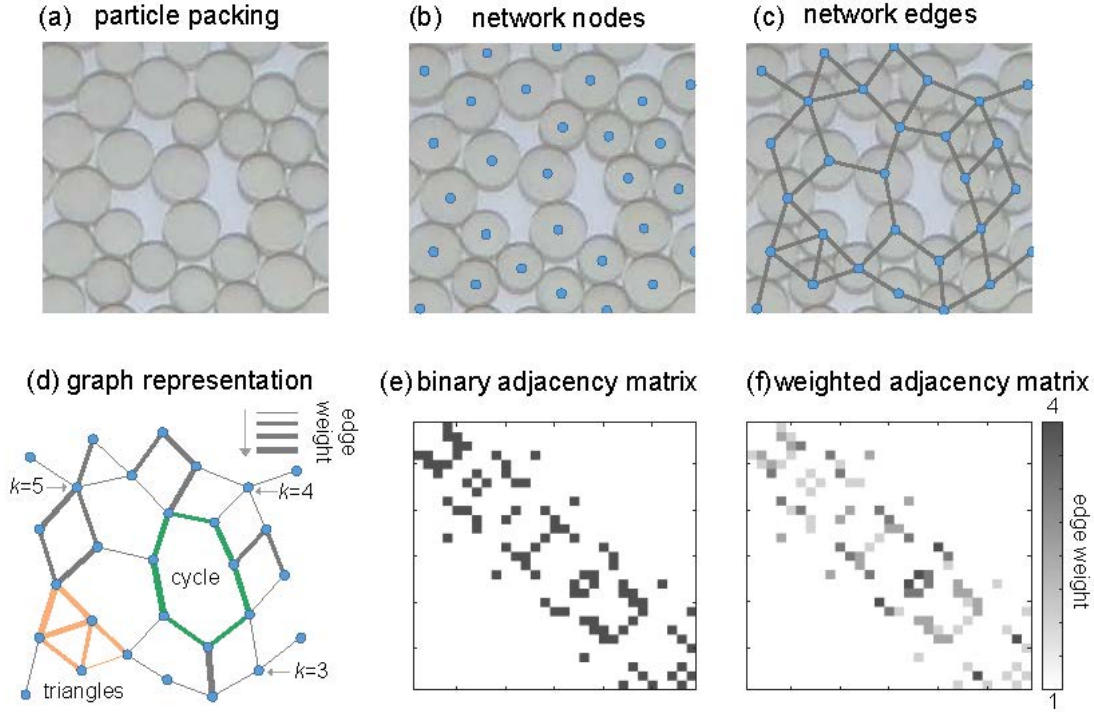 (a) particle packing
(b) network nodes
(c) network edges
(d) graph representation
edge
weight
k=5
k=4
cycle
k=3
triangles
(e) binary adjacency matrix
(f) weighted adjacency matrix
4
edge weight
1